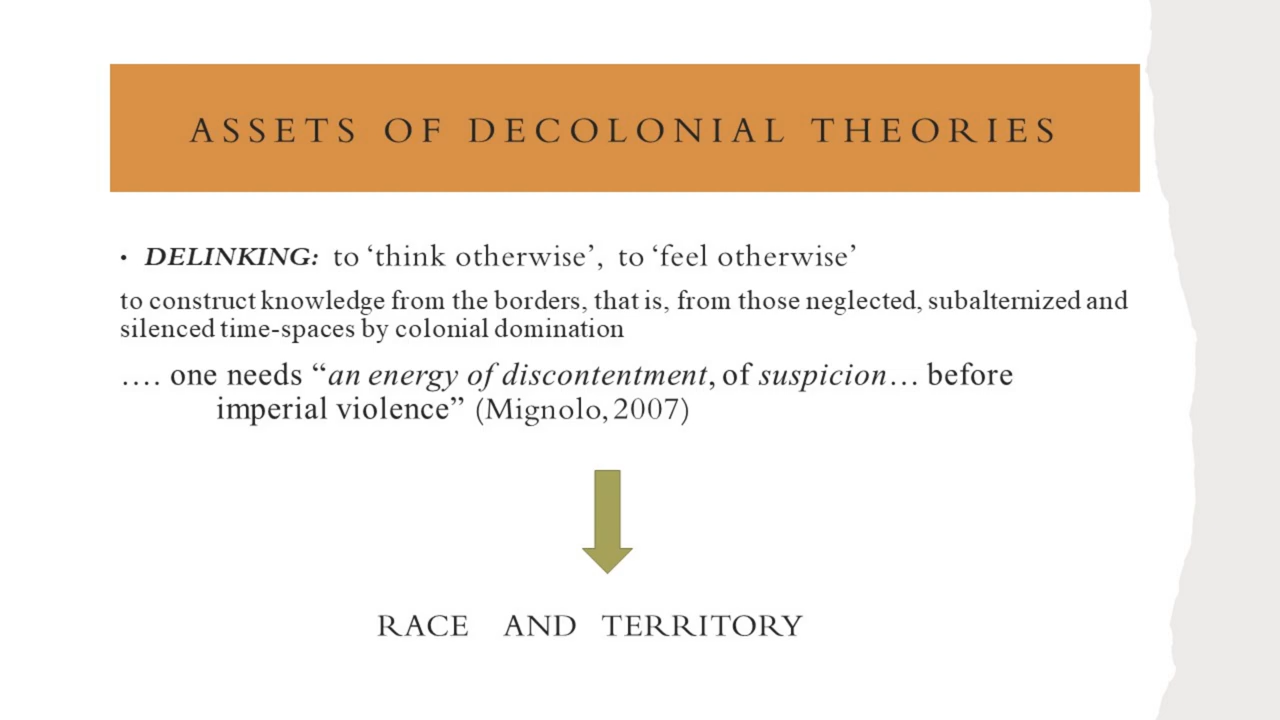 ASSETS OF DECOLONIAL THEORIES
• DELINKING: to ‘think otherwise’, to ‘feel otherwise’
to construct knowledge from the borders, that is, from those neglected, subalternized and
silenced time-spaces by colonial domination
…. one needs “an energy of discontentment, of suspicion… before
imperial violence” (Mignolo, 2007)
RACE AND TERRITORY